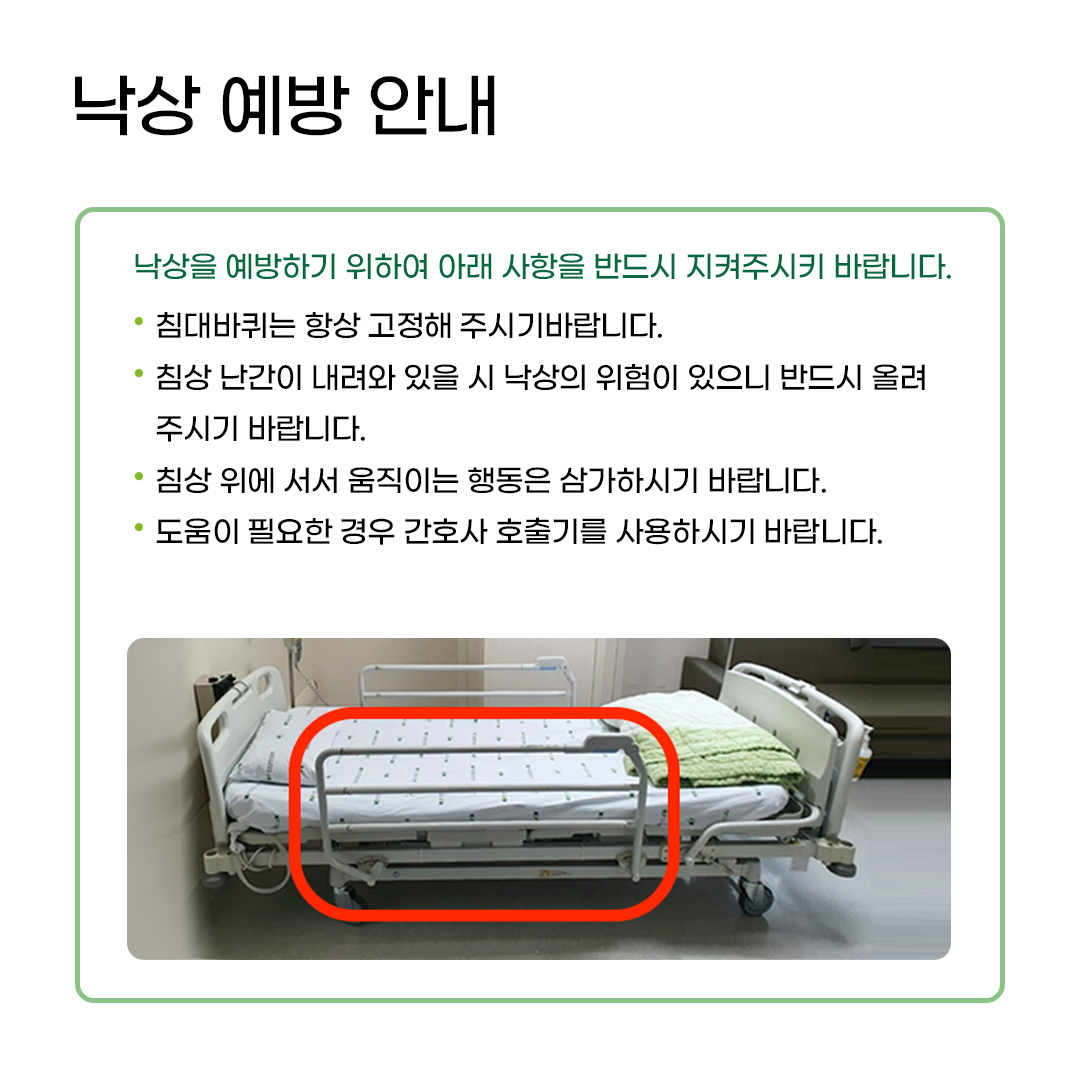 낙상 예방 안내
낙상을 예방하기 위하여 아래 사항을 반드시 지켜주시키 바랍니다.
• 침대바퀴는 항상 고정해 주시기바랍니다.
• 침상 난간이 내려와 있을 시 낙상의 위험이 있으니 반드시 올려
주시기 바랍니다.
• 침상 위에 서서 움직이는 행동은 삼가하시기 바랍니다.
• 도움이 필요한 경우 간호사 호출기를 사용하시기 바랍니다.